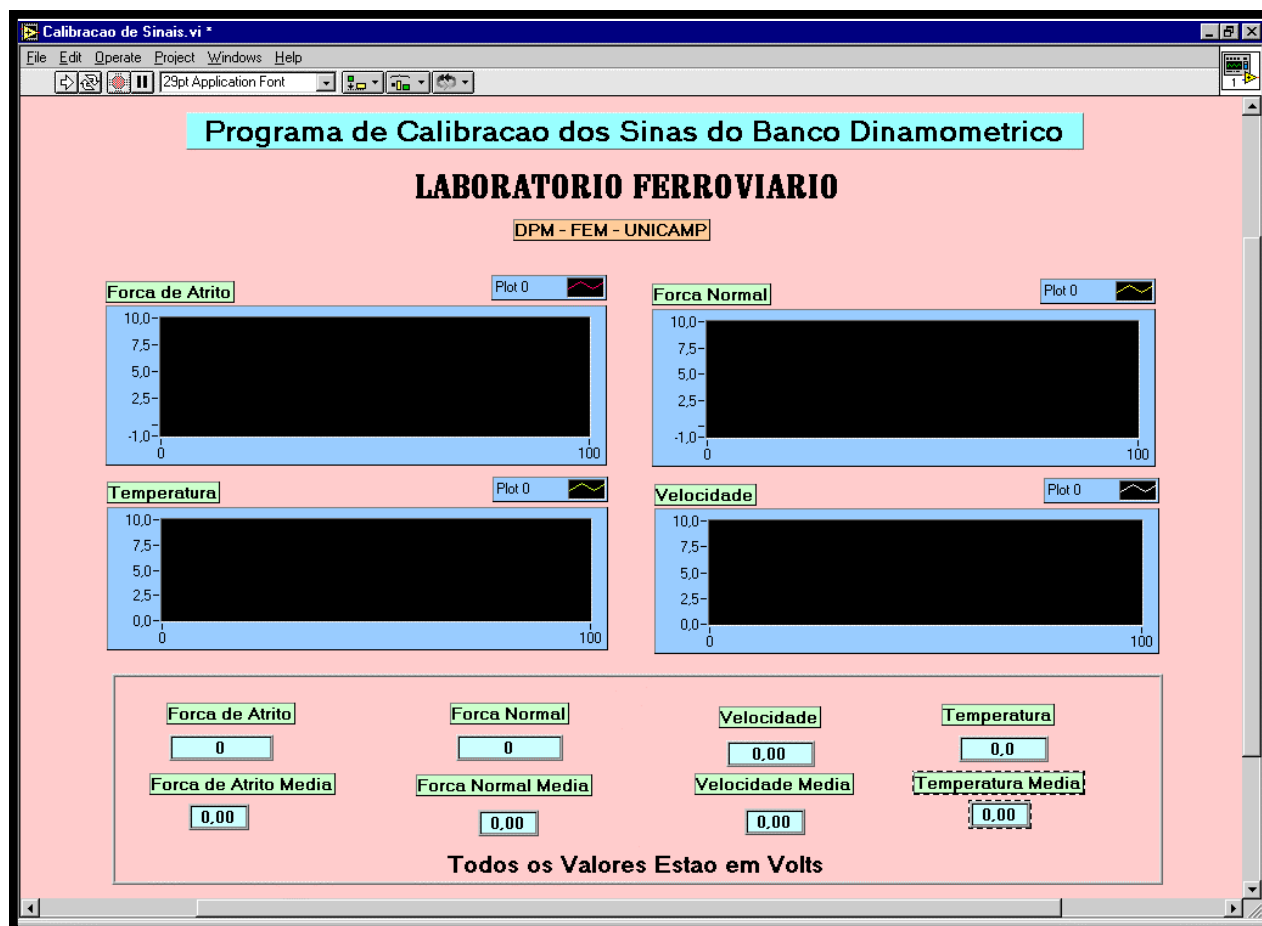 Calibracao de Sinais.vi *
File Edit Operate Project Windows Help
29pt Application Font
1
Programa de Calibracao dos Sinas do Banco Dinamometrico
LABORATORIO FERROVIARIO
DPM - FEM - UNICAMP
Forca de Atrito
Plot 0
10,0
7,5
5,0
2,5
-1,0
0
100
Forca Normal
Plot 0
10,0
7,5
5,0
2,5
-1,0
0
100
Temperatura
Plot 0
10,0
7,5
5,0
2,5
0,0
0
100
Velocidade
Plot 0
10,0
7,5
5,0
2,5
0,0
0
100
Forca de Atrito
0
Forca Normal
0
Velocidade
0,00
Temperatura
0,0
Forca de Atrito Media
0,00
Forca Normal Media
0,00
Velocidade Media
0,00
Temperatura Media
0,00
Todos os Valores Estao em Volts